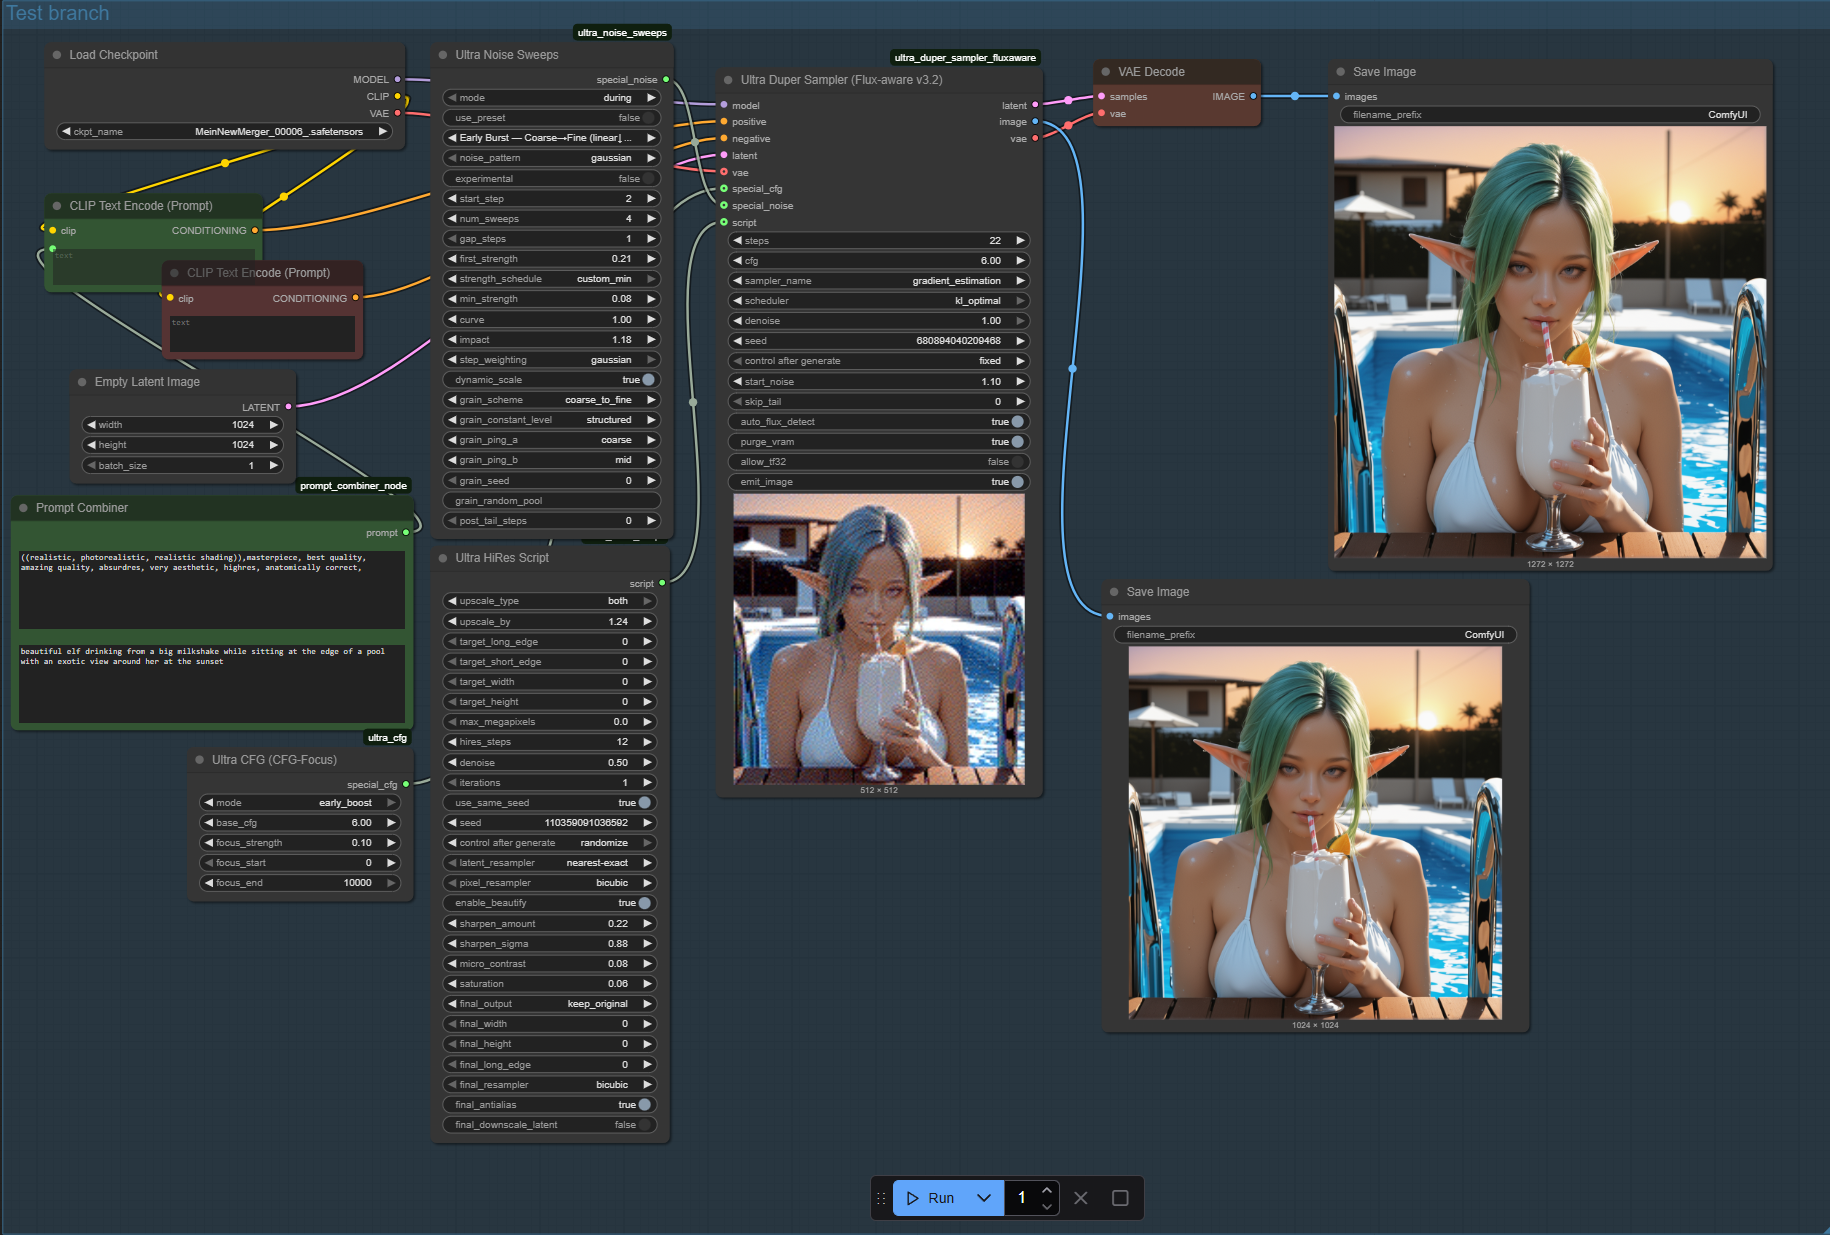 Test branch
Load Checkpoint
MODEL
CLIP
VAE
ckpt_name MeinNewMerger_00006_.safetensors
CLIP Text Encode (Prompt)
clip CONDITIONING
text
CLIP Text Encode (Prompt)
clip CONDITIONING
text
Empty Latent Image
LATENT
width 1024
height 1024
batch_size 1
prompt_combiner_node
Prompt Combiner
prompt
((realistic, photorealistic, realistic shading)),masterpiece, best quality,
amazing quality, absurdres, very aesthetic, highres, anatomically correct,
beautiful elf drinking from a big milkshake while sitting at the edge of a pool
with an exotic view around her at the sunset
ultra_cfg
Ultra CFG (CFG-Focus)
special_cfg
mode early_boost
base_cfg 6.00
focus_strength 0.10
focus_start 0
focus_end 10000
ultra_noise_sweeps
Ultra Noise Sweeps
special_noise
mode during
use_preset false
Early Burst — Coarse→Fine (linear↓ ...
noise_pattern gaussian
experimental false
start_step 2
num_sweeps 4
gap_steps 1
first_strength 0.21
strength_schedule custom_min
min_strength 0.08
curve 1.00
impact 1.18
step_weighting gaussian
dynamic_scale true
grain_scheme coarse_to_fine
grain_constant_level structured
grain_ping_a coarse
grain_ping_b mid
grain_seed 0
grain_random_pool
post_tail_steps 0
Ultra HiRes Script
script
upscale_type both
upscale_by 1.24
target_long_edge 0
target_short_edge 0
target_width 0
target_height 0
max_megapixels 0.0
hires_steps 12
denoise 0.50
iterations 1
use_same_seed true
seed 110359091036592
control after generate randomize
latent_resampler nearest-exact
pixel_resampler bicubic
enable_beautify true
sharpen_amount 0.22
sharpen_sigma 0.88
micro_contrast 0.08
saturation 0.06
final_output keep_original
final_width 0
final_height 0
final_long_edge 0
final_resampler bicubic
final_antialias true
final_downscale_latent false
ultra_duper_sampler_fluxaware
Ultra Duper Sampler (Flux-aware v3.2)
model latent
positive image
negative vae
latent
vae
special_cfg
special_noise
script
steps 22
cfg 6.00
sampler_name gradient_estimation
scheduler kl_optimal
denoise 1.00
seed 680894040209468
control after generate fixed
start_noise 1.10
skip_tail 0
auto_flux_detect true
purge_vram true
allow_tf32 false
emit_image true
512 × 512
VAE Decode
samples IMAGE
vae
Save Image
images
filename_prefix ComfyUI
1272 × 1272
Save Image
images
filename_prefix ComfyUI
1024 × 1024
Run 1